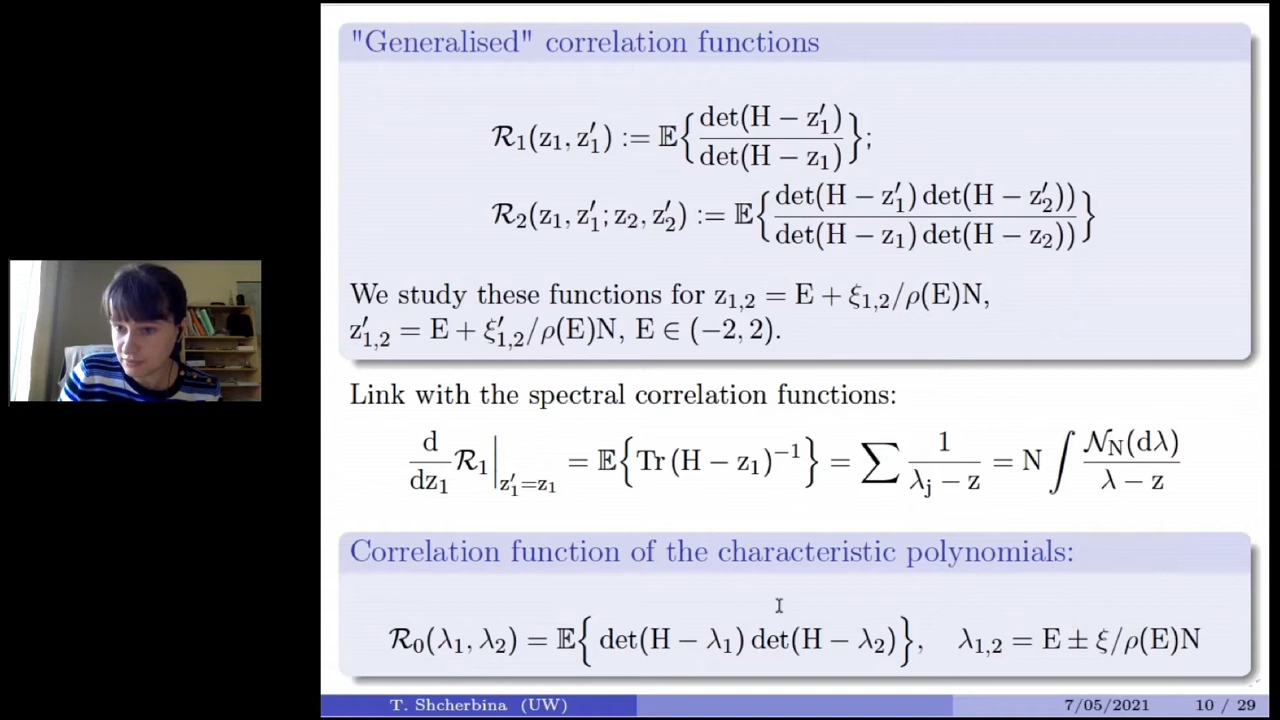 "Generalised" correlation functions
ℛ₁(z₁, z₁′) := 𝔼{det(H − z₁′) / det(H − z₁)};
ℛ₂(z₁, z₁′; z₂, z₂′) := 𝔼{det(H − z₁′) det(H − z₂′)) / det(H − z₁) det(H − z₂))}
We study these functions for z₁,₂ = E + ξ₁,₂/ρ(E)N,
z′₁,₂ = E + ξ′₁,₂/ρ(E)N, E ∈ (−2, 2).
Link with the spectral correlation functions:
d/dz₁ ℛ₁|_{z₁′=z₁} = 𝔼{Tr (H − z₁)⁻¹} = ∑ 1/(λⱼ − z) = N ∫ 𝒩_N(dλ)/(λ − z)
Correlation function of the characteristic polynomials:
ℛ₀(λ₁, λ₂) = 𝔼{ det(H − λ₁) det(H − λ₂)}, λ₁,₂ = E ± ξ/ρ(E)N
T. Shcherbina (UW) 7/05/2021 10 / 29